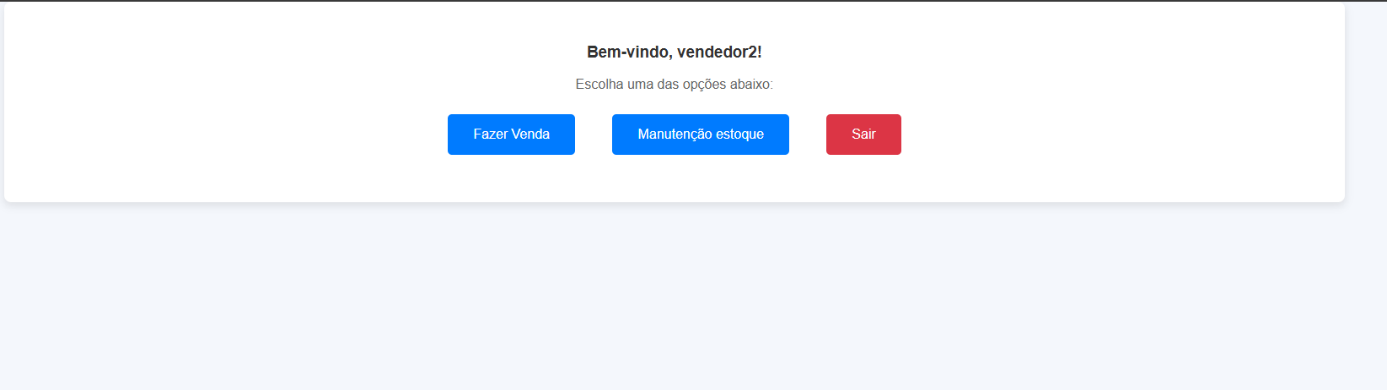 Bem-vindo, vendedor2!
Escolha uma das opções abaixo:
Fazer Venda
Manutenção estoque
Sair